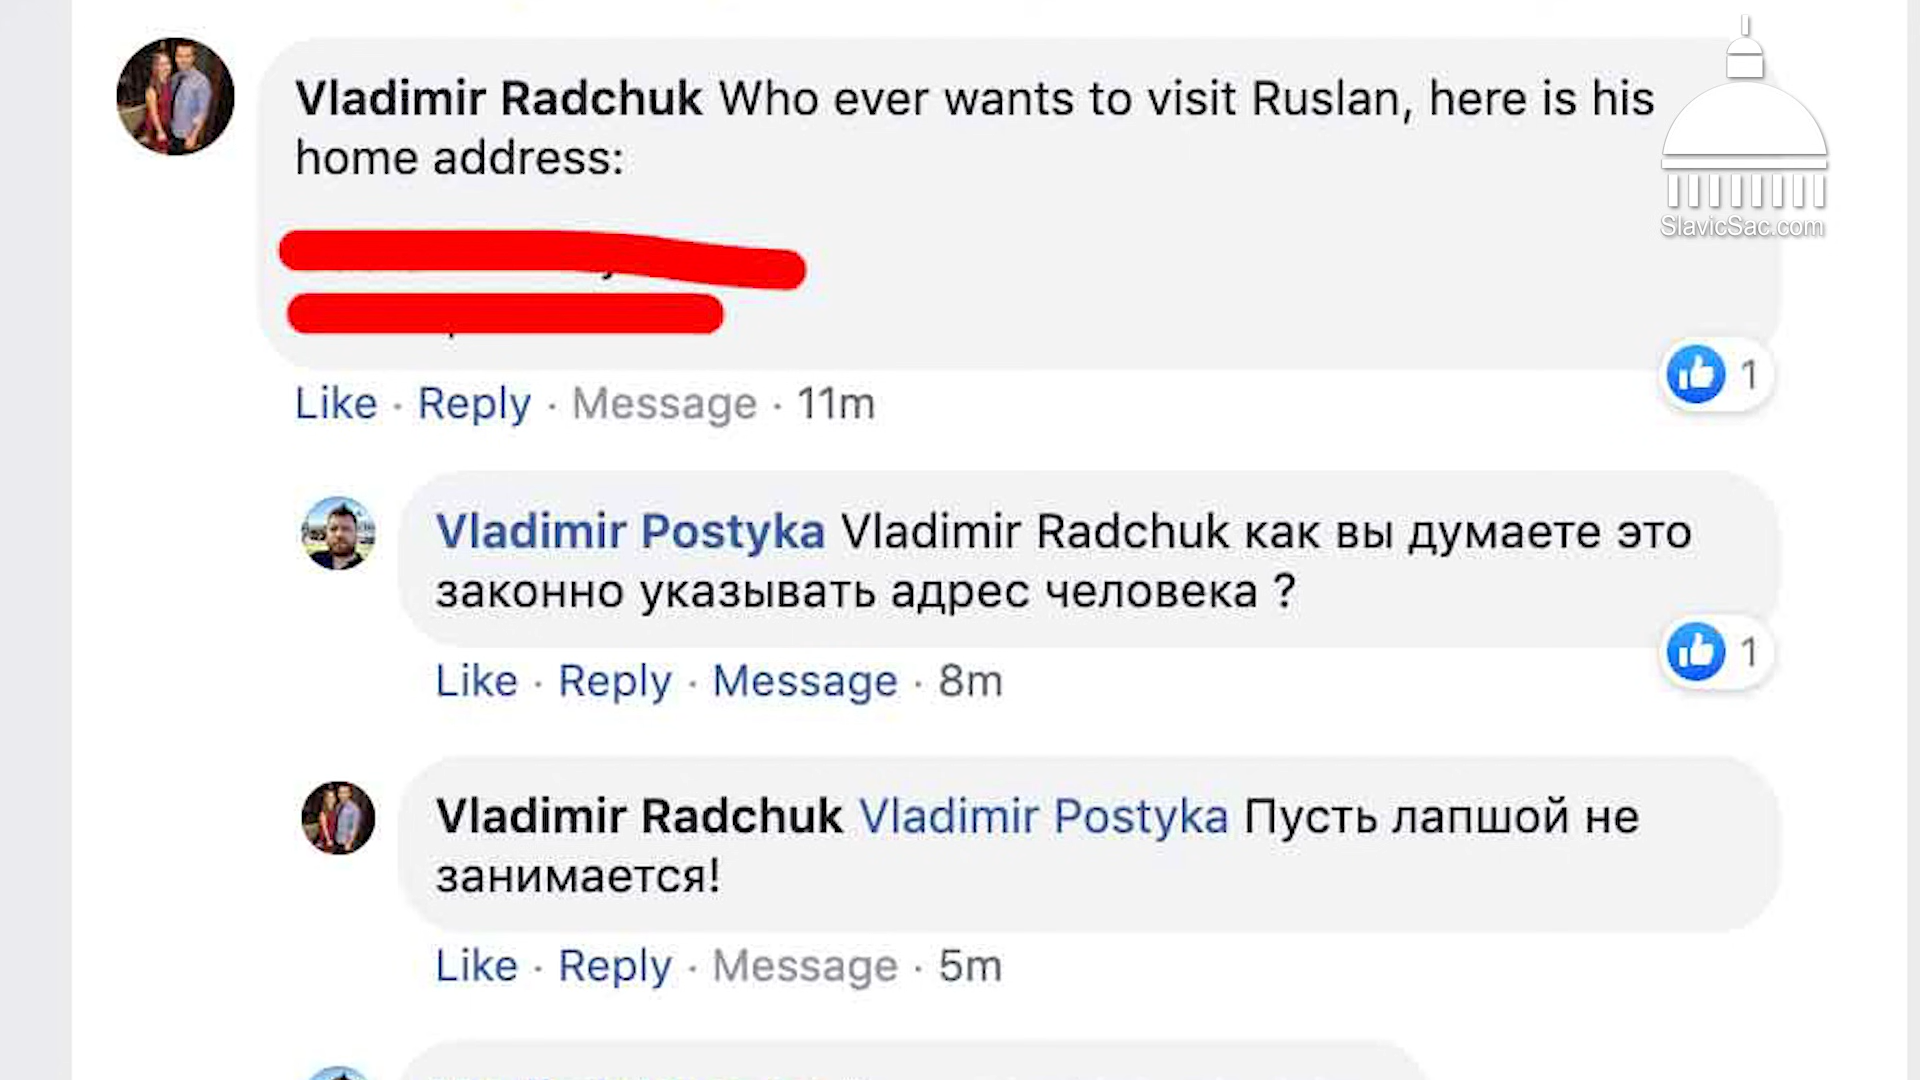 Vladimir Radchuk Who ever wants to visit Ruslan, here is his
home address:
SlavicSac.com
1
Like · Reply · Message · 11m
Vladimir Postyka Vladimir Radchuk как вы думаете это
законно указывать адрес человека ?
1
Like · Reply · Message · 8m
Vladimir Radchuk Vladimir Postyka Пусть лапшой не
занимается!
Like · Reply · Message · 5m